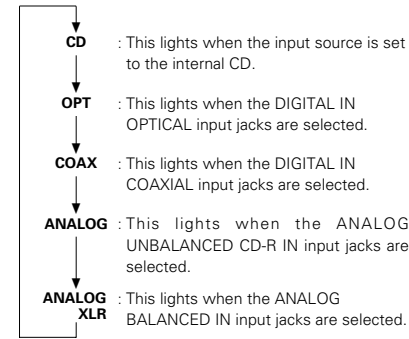 CD : This lights when the input source is set
to the internal CD.
OPT : This lights when the DIGITAL IN
OPTICAL input jacks are selected.
COAX : This lights when the DIGITAL IN
COAXIAL input jacks are selected.
ANALOG : This lights when the ANALOG
UNBALANCED CD-R IN input jacks are
selected.
ANALOG : This lights when the ANALOG
XLR BALANCED IN input jacks are selected.